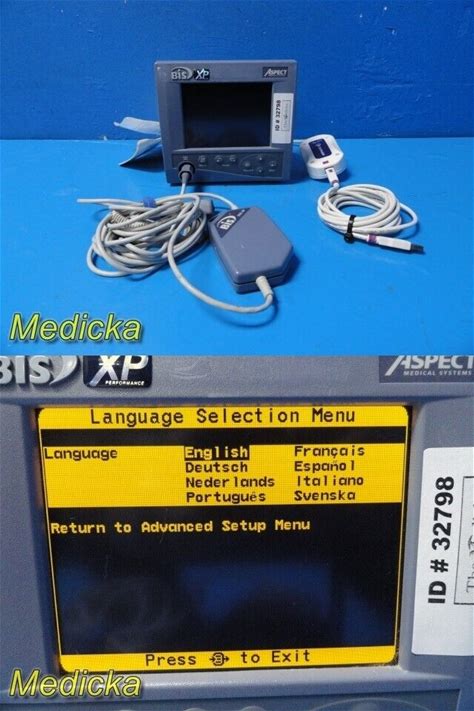 BIS XP
ASPECT
ID # 32798
BIS
Medicka
BIS XP
PERFORMANCE
ASPECT
MEDICAL SYSTEMS
Language Selection Menu
Language English Français
Deutsch Español
Nederlands Italiano
Português Svenska
Return to Advanced Setup Menu
ID # 32798
Press to Exit
Medicka